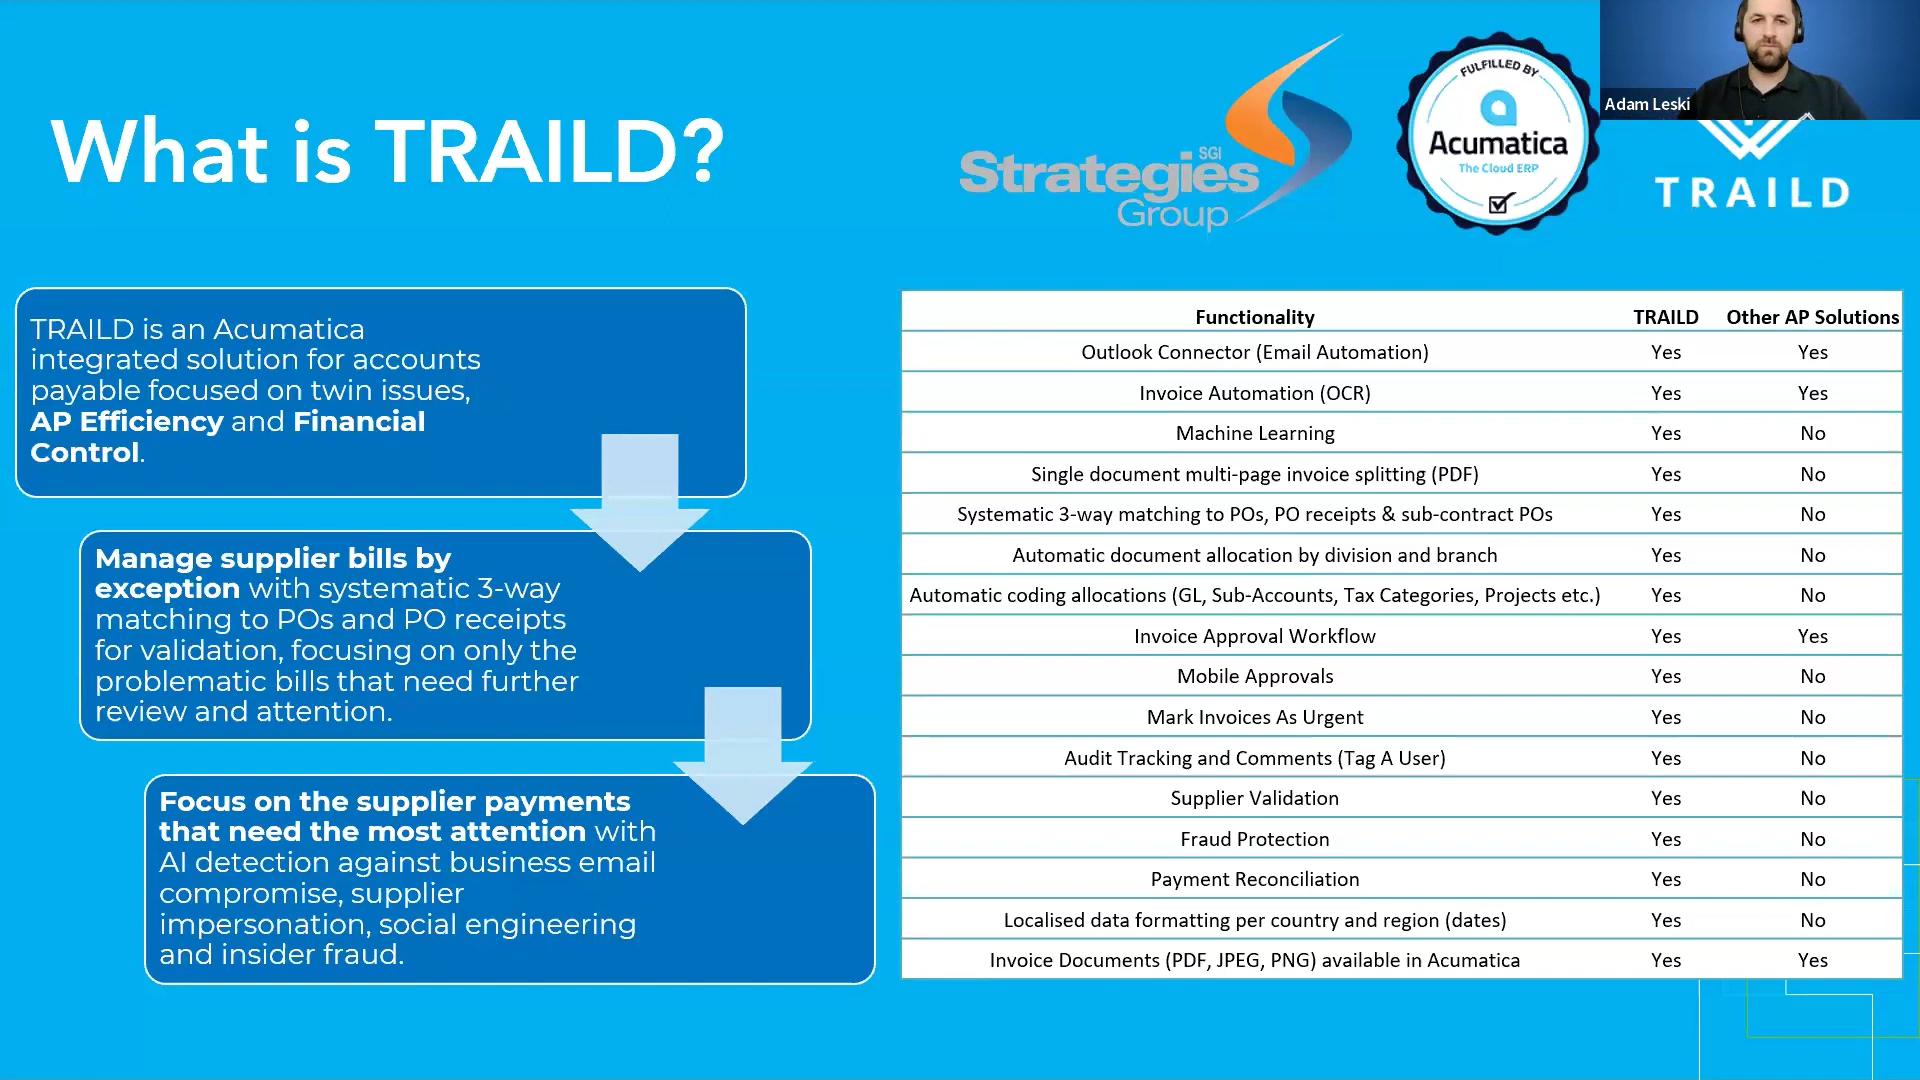 What is TRAILD?
SGI
Strategies
Group
FULFILLED BY
Acumatica
The Cloud ERP
Adam Leski
TRAILD
TRAILD is an Acumatica
integrated solution for accounts
payable focused on twin issues,
AP Efficiency and Financial
Control.
Manage supplier bills by
exception with systematic 3-way
matching to POs and PO receipts
for validation, focusing on only the
problematic bills that need further
review and attention.
Focus on the supplier payments
that need the most attention with
AI detection against business email
compromise, supplier
impersonation, social engineering
and insider fraud.
Functionality TRAILD Other AP Solutions
Outlook Connector (Email Automation) Yes Yes
Invoice Automation (OCR) Yes Yes
Machine Learning Yes No
Single document multi-page invoice splitting (PDF) Yes No
Systematic 3-way matching to POs, PO receipts & sub-contract POs Yes No
Automatic document allocation by division and branch Yes No
Automatic coding allocations (GL, Sub-Accounts, Tax Categories, Projects etc.) Yes No
Invoice Approval Workflow Yes Yes
Mobile Approvals Yes No
Mark Invoices As Urgent Yes No
Audit Tracking and Comments (Tag A User) Yes No
Supplier Validation Yes No
Fraud Protection Yes No
Payment Reconciliation Yes No
Localised data formatting per country and region (dates) Yes No
Invoice Documents (PDF, JPEG, PNG) available in Acumatica Yes Yes